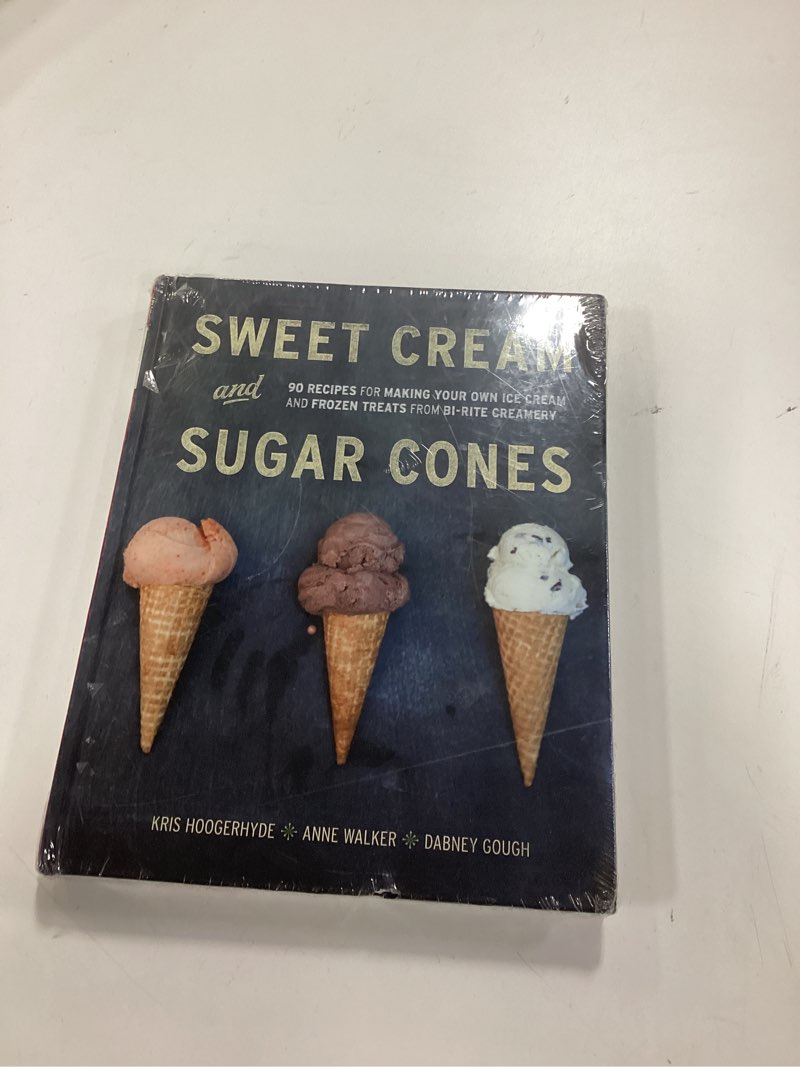 SWEET CREAM
and
90 RECIPES FOR MAKING YOUR OWN ICE CREAM
AND FROZEN TREATS FROM BI-RITE CREAMERY
SUGAR CONES
KRIS HOOGERHYDE ✻ ANNE WALKER ✻ DABNEY GOUGH